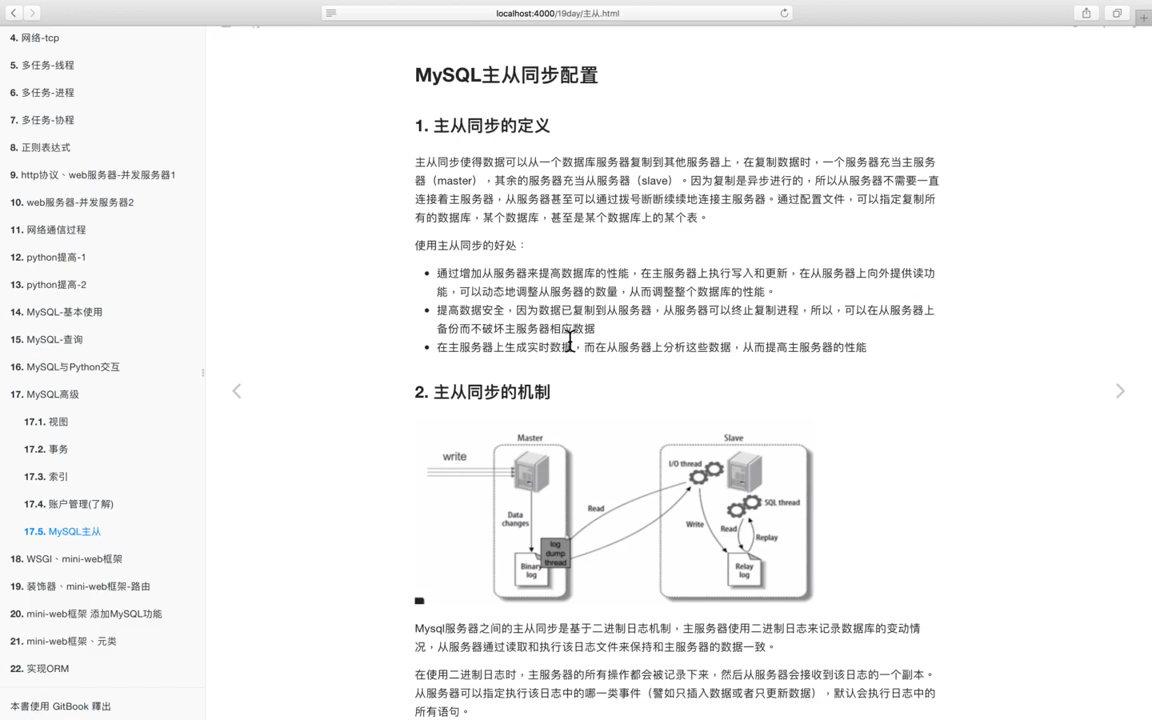 localhost:4000/19day/主从.html
4. 网络-tcp
5. 多任务-线程
6. 多任务-进程
7. 多任务-协程
8. 正则表达式
9. http协议、web服务器-并发服务器1
10. web服务器-并发服务器2
11. 网络通信过程
12. python提高-1
13. python提高-2
14. MySQL-基本使用
15. MySQL-查询
16. MySQL与Python交互
17. MySQL高级
17.1. 视图
17.2. 事务
17.3. 索引
17.4. 账户管理(了解)
17.5. MySQL主从
18. WSGI、mini-web框架
19. 装饰器、mini-web框架-路由
20. mini-web框架 添加MySQL功能
21. mini-web框架、元类
22. 实现ORM
本書使用 GitBook 釋出
MySQL主从同步配置
1. 主从同步的定义
主从同步使得数据可以从一个数据库服务器复制到其他服务器上，在复制数据时，一个服务器充当主服务
器（master），其余的服务器充当从服务器（slave）。因为复制是异步进行的，所以从服务器不需要一直
连接着主服务器，从服务器甚至可以通过拨号断断续续地连接主服务器。通过配置文件，可以指定复制所
有的数据库，某个数据库，甚至是某个数据库上的某个表。
使用主从同步的好处：
• 通过增加从服务器来提高数据库的性能，在主服务器上执行写入和更新，在从服务器上向外提供读功
能，可以动态地调整从服务器的数量，从而调整整个数据库的性能。
• 提高数据安全，因为数据已复制到从服务器，从服务器可以终止复制进程，所以，可以在从服务器上
备份而不破坏主服务器相应数据
• 在主服务器上生成实时数据，而在从服务器上分析这些数据，从而提高主服务器的性能
2. 主从同步的机制
Master
Slave
write
I/O thread
SQL thread
Data
changes
Read
Write
Read
Replay
log
dump
thread
Binary
log
Relay
log
Mysql服务器之间的主从同步是基于二进制日志机制，主服务器使用二进制日志来记录数据库的变动情
况，从服务器通过读取和执行该日志文件来保持和主服务器的数据一致。
在使用二进制日志时，主服务器的所有操作都会被记录下来，然后从服务器会接收到该日志的一个副本。
从服务器可以指定执行该日志中的哪一类事件（譬如只插入数据或者只更新数据），默认会执行日志中的
所有语句。